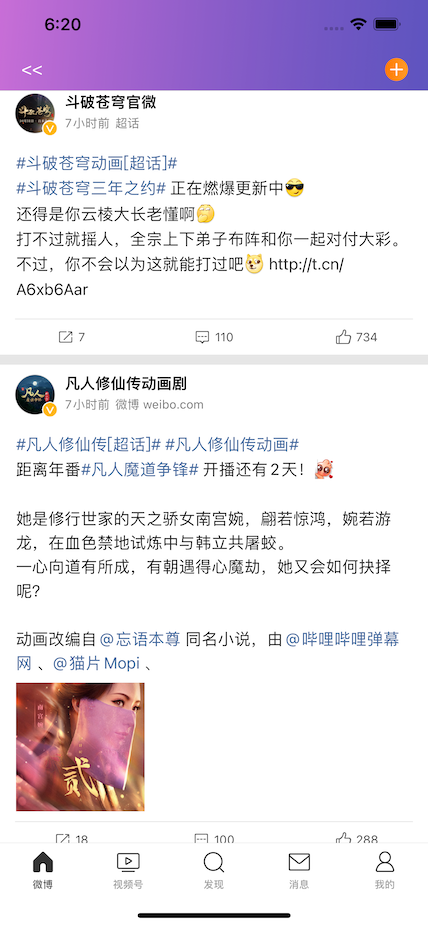 6:20
<<
斗破苍穹官微
7小时前 超话
#斗破苍穹动画[超话]#
#斗破苍穹三年之约# 正在燃爆更新中😎
还得是你云棱大长老懂啊
打不过就摇人，全宗上下弟子布阵和你一起对付大彩。
不过，你不会以为这就能打过吧 http://t.cn/
A6xb6Aar
7 110 734
凡人修仙传动画剧
7小时前 微博 weibo.com
#凡人修仙传[超话]# #凡人修仙传动画#
距离年番#凡人魔道争锋# 开播还有2天！
她是修行世家的天之骄女南宫婉，翩若惊鸿，婉若游
龙，在血色禁地试炼中与韩立共屠蛟。
一心向道有所成，有朝遇得心魔劫，她又会如何抉择
呢？
动画改编自@忘语本尊 同名小说，由@哔哩哔哩弹幕
网 、@猫片Mopi 、
南宫婉
贰
18 100 288
微博 视频号 发现 消息 我的